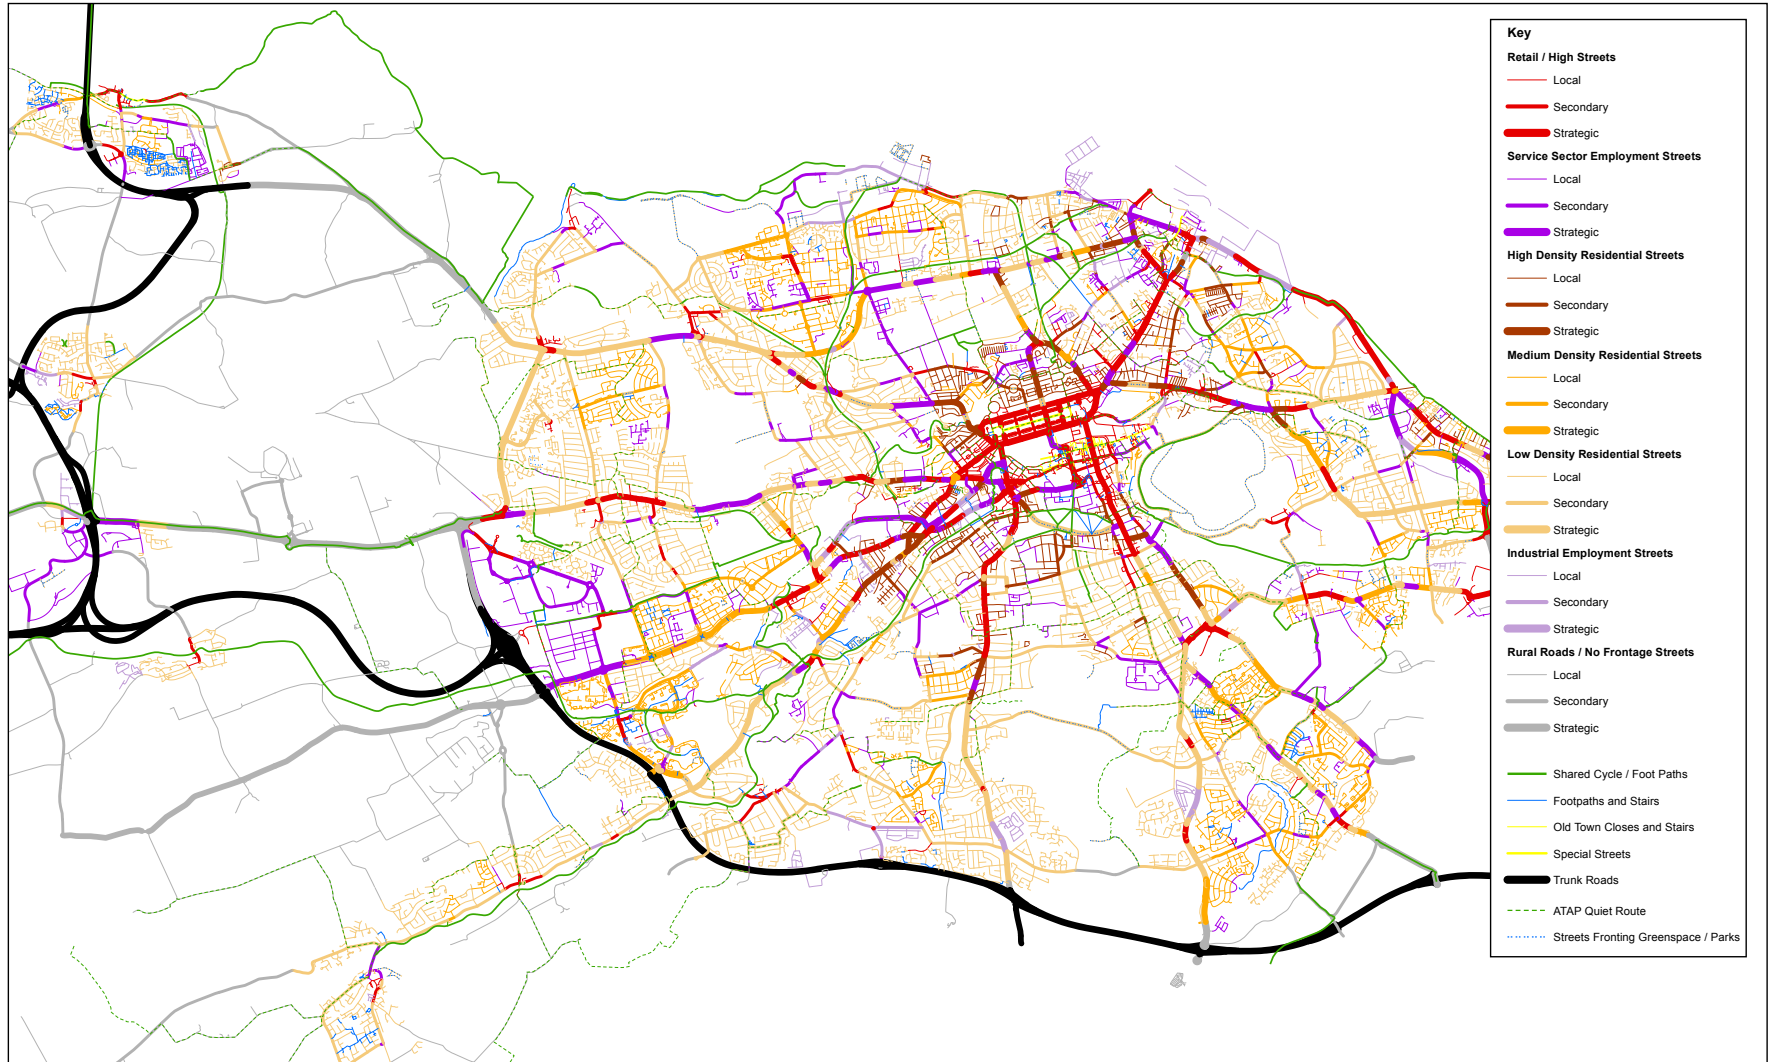 Key
Retail / High Streets
Local
Secondary
Strategic
Service Sector Employment Streets
Local
Secondary
Strategic
High Density Residential Streets
Local
Secondary
Strategic
Medium Density Residential Streets
Local
Secondary
Strategic
Low Density Residential Streets
Local
Secondary
Strategic
Industrial Employment Streets
Local
Secondary
Strategic
Rural Roads / No Frontage Streets
Local
Secondary
Strategic
Shared Cycle / Foot Paths
Footpaths and Stairs
Old Town Closes and Stairs
Special Streets
Trunk Roads
ATAP Quiet Route
Streets Fronting Greenspace / Parks